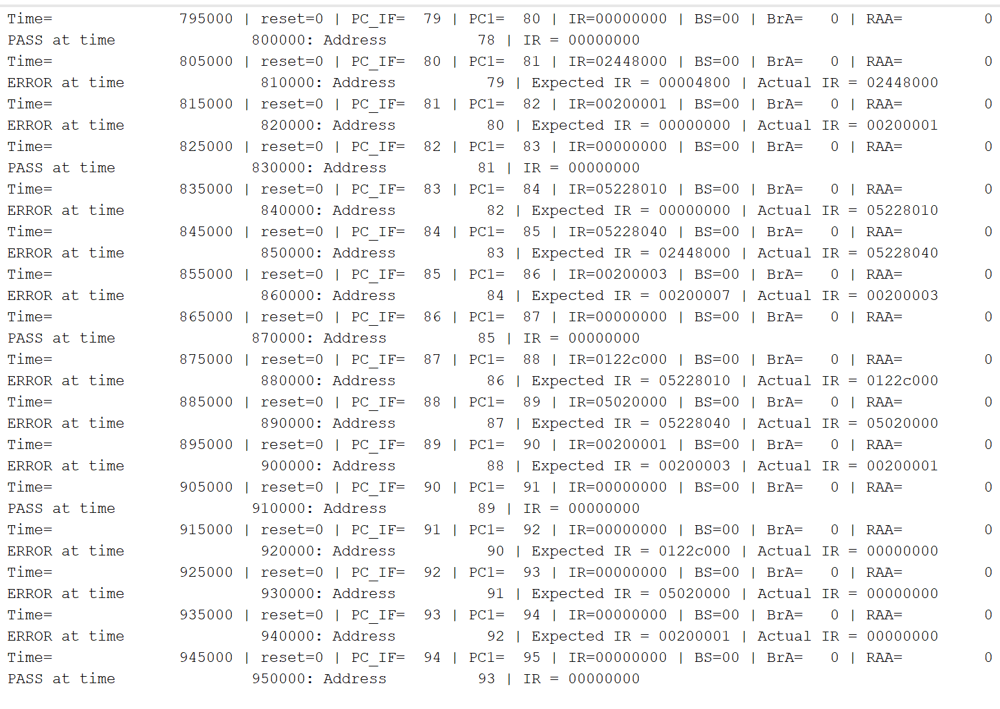 Time=              795000 | reset=0 | PC_IF=  79 | PC1=  80 | IR=00000000 | BS=00 | BrA=   0 | RAA=         0
PASS at time               800000: Address          78 | IR = 00000000
Time=              805000 | reset=0 | PC_IF=  80 | PC1=  81 | IR=02448000 | BS=00 | BrA=   0 | RAA=         0
ERROR at time               810000: Address          79 | Expected IR = 00004800 | Actual IR = 02448000
Time=              815000 | reset=0 | PC_IF=  81 | PC1=  82 | IR=00200001 | BS=00 | BrA=   0 | RAA=         0
ERROR at time               820000: Address          80 | Expected IR = 00000000 | Actual IR = 00200001
Time=              825000 | reset=0 | PC_IF=  82 | PC1=  83 | IR=00000000 | BS=00 | BrA=   0 | RAA=         0
PASS at time               830000: Address          81 | IR = 00000000
Time=              835000 | reset=0 | PC_IF=  83 | PC1=  84 | IR=05228010 | BS=00 | BrA=   0 | RAA=         0
ERROR at time               840000: Address          82 | Expected IR = 00000000 | Actual IR = 05228010
Time=              845000 | reset=0 | PC_IF=  84 | PC1=  85 | IR=05228040 | BS=00 | BrA=   0 | RAA=         0
ERROR at time               850000: Address          83 | Expected IR = 02448000 | Actual IR = 05228040
Time=              855000 | reset=0 | PC_IF=  85 | PC1=  86 | IR=00200003 | BS=00 | BrA=   0 | RAA=         0
ERROR at time               860000: Address          84 | Expected IR = 00200007 | Actual IR = 00200003
Time=              865000 | reset=0 | PC_IF=  86 | PC1=  87 | IR=00000000 | BS=00 | BrA=   0 | RAA=         0
PASS at time               870000: Address          85 | IR = 00000000
Time=              875000 | reset=0 | PC_IF=  87 | PC1=  88 | IR=0122c000 | BS=00 | BrA=   0 | RAA=         0
ERROR at time               880000: Address          86 | Expected IR = 05228010 | Actual IR = 0122c000
Time=              885000 | reset=0 | PC_IF=  88 | PC1=  89 | IR=05020000 | BS=00 | BrA=   0 | RAA=         0
ERROR at time               890000: Address          87 | Expected IR = 05228040 | Actual IR = 05020000
Time=              895000 | reset=0 | PC_IF=  89 | PC1=  90 | IR=00200001 | BS=00 | BrA=   0 | RAA=         0
ERROR at time               900000: Address          88 | Expected IR = 00200003 | Actual IR = 00200001
Time=              905000 | reset=0 | PC_IF=  90 | PC1=  91 | IR=00000000 | BS=00 | BrA=   0 | RAA=         0
PASS at time               910000: Address          89 | IR = 00000000
Time=              915000 | reset=0 | PC_IF=  91 | PC1=  92 | IR=00000000 | BS=00 | BrA=   0 | RAA=         0
ERROR at time               920000: Address          90 | Expected IR = 0122c000 | Actual IR = 00000000
Time=              925000 | reset=0 | PC_IF=  92 | PC1=  93 | IR=00000000 | BS=00 | BrA=   0 | RAA=         0
ERROR at time               930000: Address          91 | Expected IR = 05020000 | Actual IR = 00000000
Time=              935000 | reset=0 | PC_IF=  93 | PC1=  94 | IR=00000000 | BS=00 | BrA=   0 | RAA=         0
ERROR at time               940000: Address          92 | Expected IR = 00200001 | Actual IR = 00000000
Time=              945000 | reset=0 | PC_IF=  94 | PC1=  95 | IR=00000000 | BS=00 | BrA=   0 | RAA=         0
PASS at time               950000: Address          93 | IR = 00000000